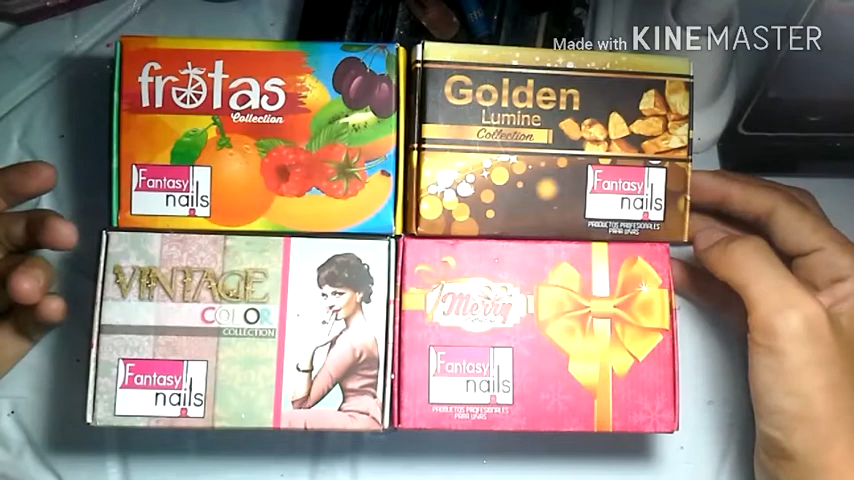 Made with KINEMASTER
frutas
Collection
Fantasy
nails
Golden
Lumine
Collection
Fantasy
nails
PRODUCTOS PROFESIONALES
PARA UÑAS
VINTAGE
COLOR
COLLECTION
Fantasy
nails
Merry
Fantasy
nails
PRODUCTOS PROFESIONALES
PARA UÑAS